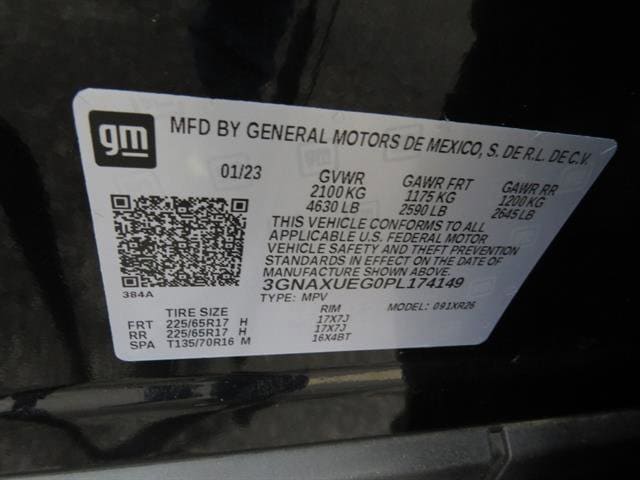 gm
MFD BY GENERAL MOTORS DE MEXICO, S. DE R.L. DE C.V.
01/23 GVWR GAWR FRT GAWR RR
2100 KG 1175 KG 1200 KG
4630 LB 2590 LB 2645 LB
THIS VEHICLE CONFORMS TO ALL
APPLICABLE U.S. FEDERAL MOTOR
VEHICLE SAFETY AND THEFT PREVENTION
STANDARDS IN EFFECT ON THE DATE OF
MANUFACTURE SHOWN ABOVE.
384A
3GNAXUEG0PL174149
TYPE: MPV MODEL: 091XR26
TIRE SIZE RIM
FRT 225/65R17 H 17X7J
RR 225/65R17 H 17X7J
SPA T135/70R16 M 16X4BT